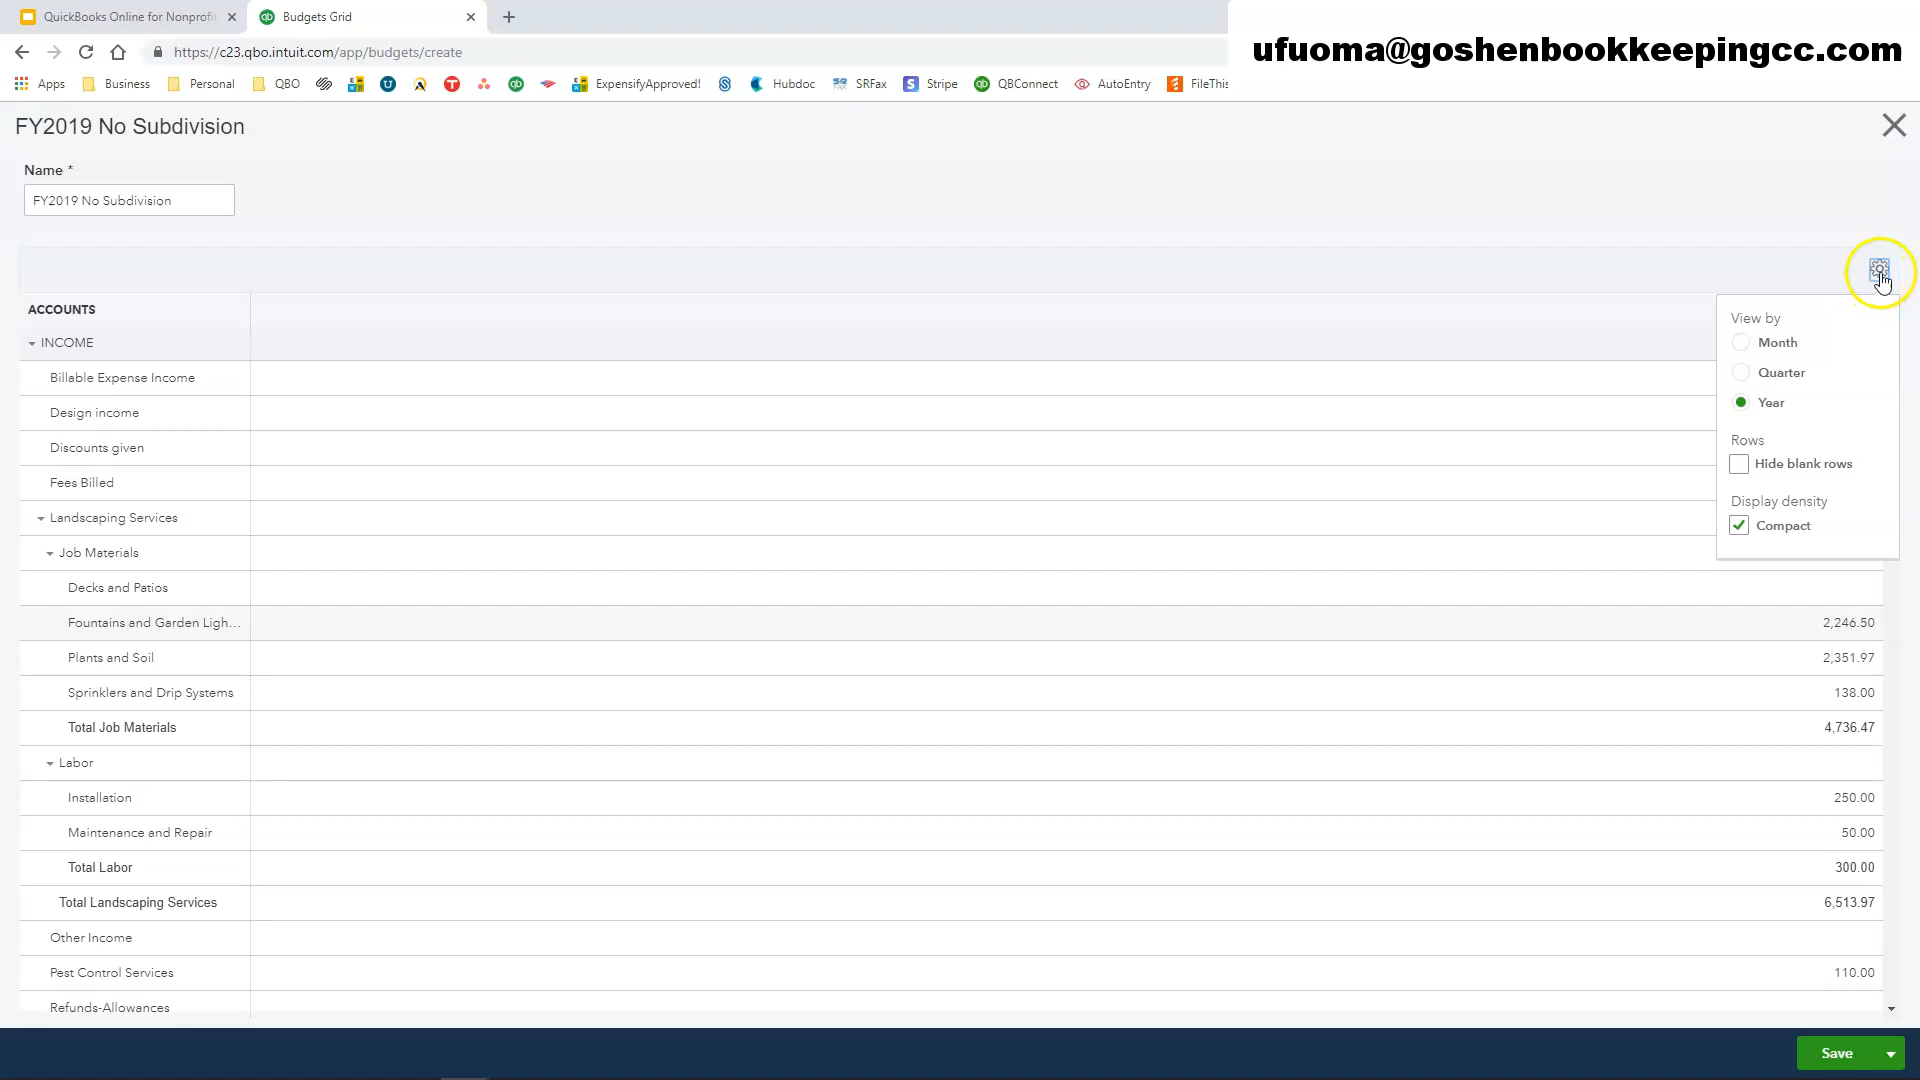 QuickBooks Online for Nonprofi
Budgets Grid
https://c23.qbo.intuit.com/app/budgets/create
ufuoma@goshenbookkeepingcc.com
Apps
Business
Personal
QBO
ExpensifyApproved!
Hubdoc
SRFax
Stripe
QBConnect
AutoEntry
FileThis
FY2019 No Subdivision
Name *
FY2019 No Subdivision
ACCOUNTS
INCOME
Billable Expense Income
Design income
Discounts given
Fees Billed
Landscaping Services
Job Materials
Decks and Patios
Fountains and Garden Ligh... 2,246.50
Plants and Soil 2,351.97
Sprinklers and Drip Systems 138.00
Total Job Materials 4,736.47
Labor
Installation 250.00
Maintenance and Repair 50.00
Total Labor 300.00
Total Landscaping Services 6,513.97
Other Income
Pest Control Services 110.00
Refunds-Allowances
View by
Month
Quarter
Year
Rows
Hide blank rows
Display density
Compact
Save